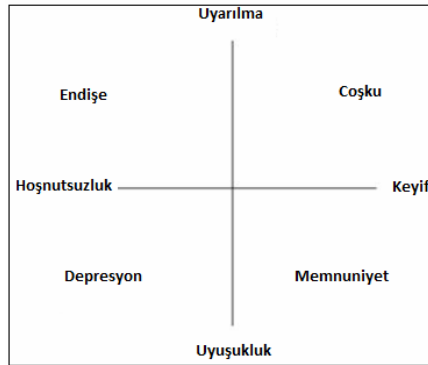 Uyarılma
Endişe
Coşku
Hoşnutsuzluk
Keyif
Depresyon
Memnuniyet
Uyuşukluk